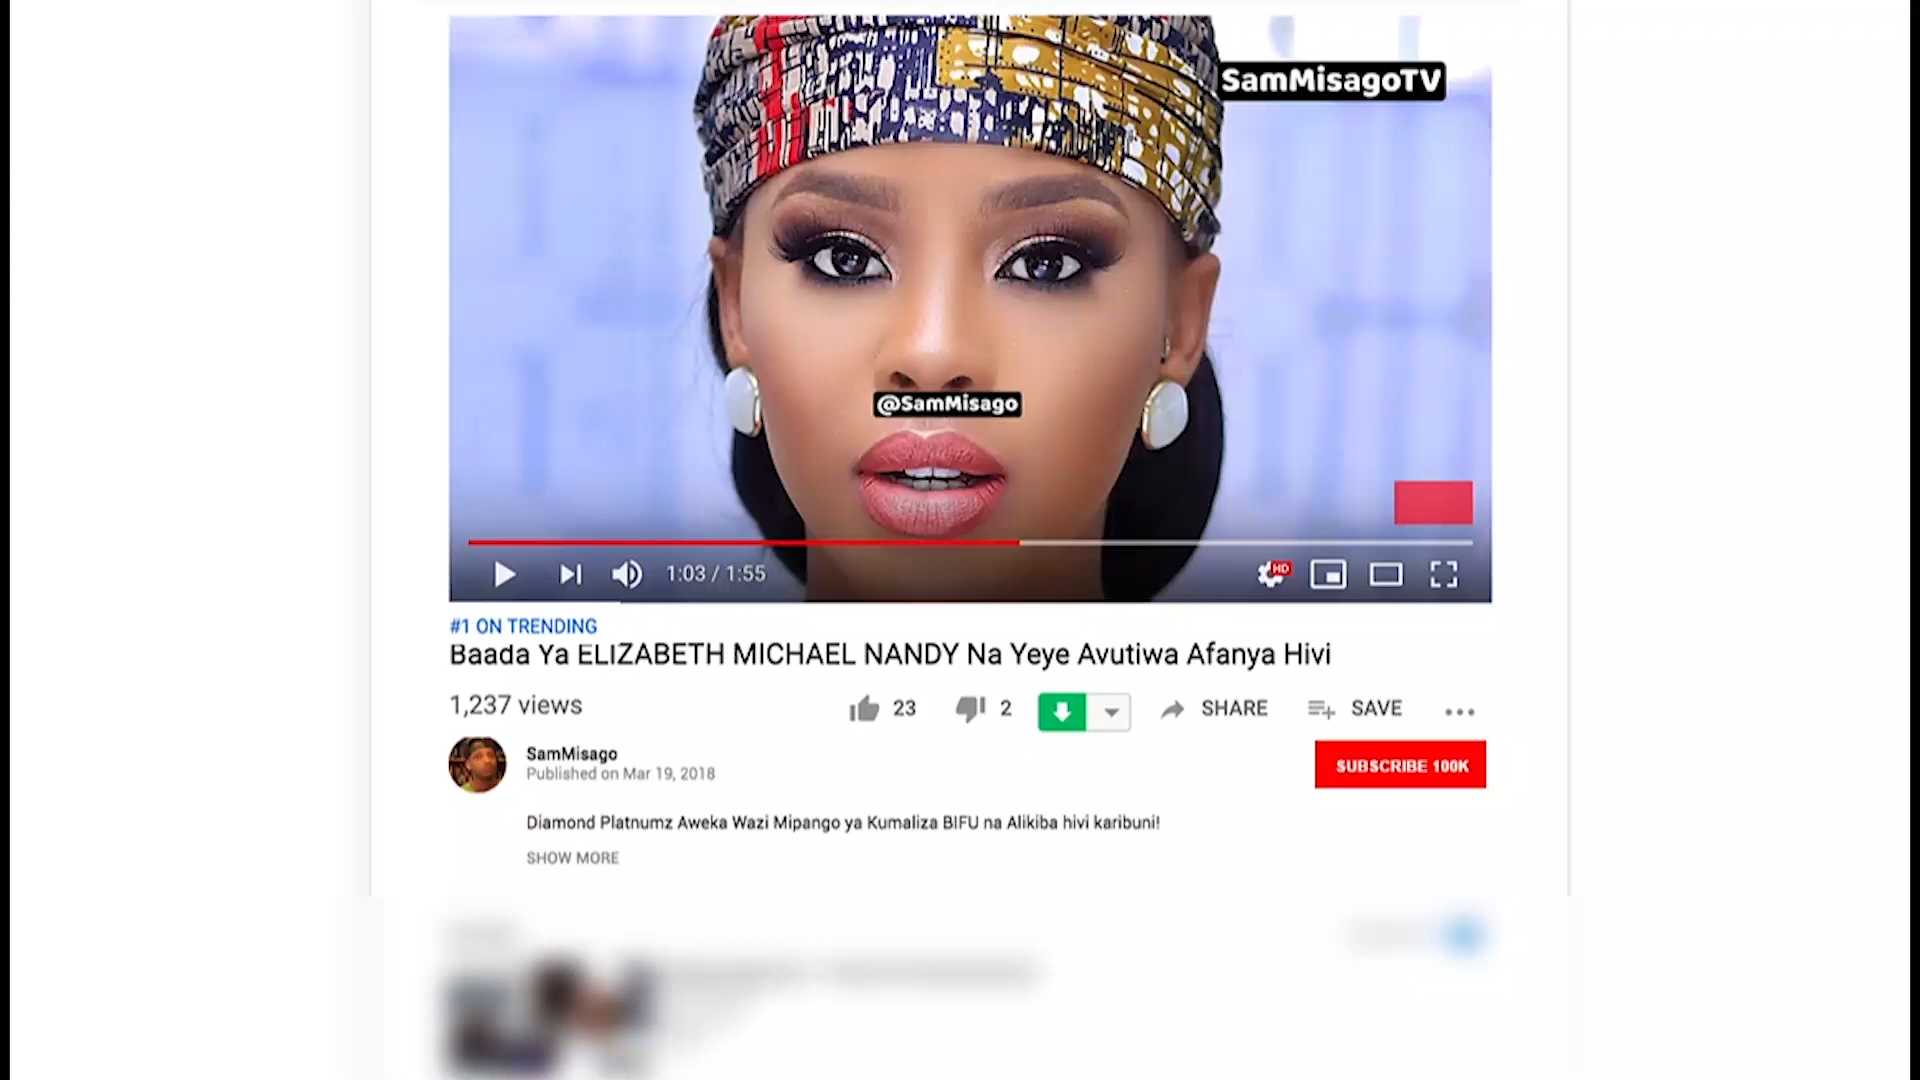 SamMisagoTV
@SamMisago
1:03 / 1:55
HD
#1 ON TRENDING
Baada Ya ELIZABETH MICHAEL NANDY Na Yeye Avutiwa Afanya Hivi
1,237 views
23
2
SHARE
SAVE
SamMisago
Published on Mar 19, 2018
SUBSCRIBE 100K
Diamond Platnumz Aweka Wazi Mipango ya Kumaliza BIFU na Alikiba hivi karibuni!
SHOW MORE